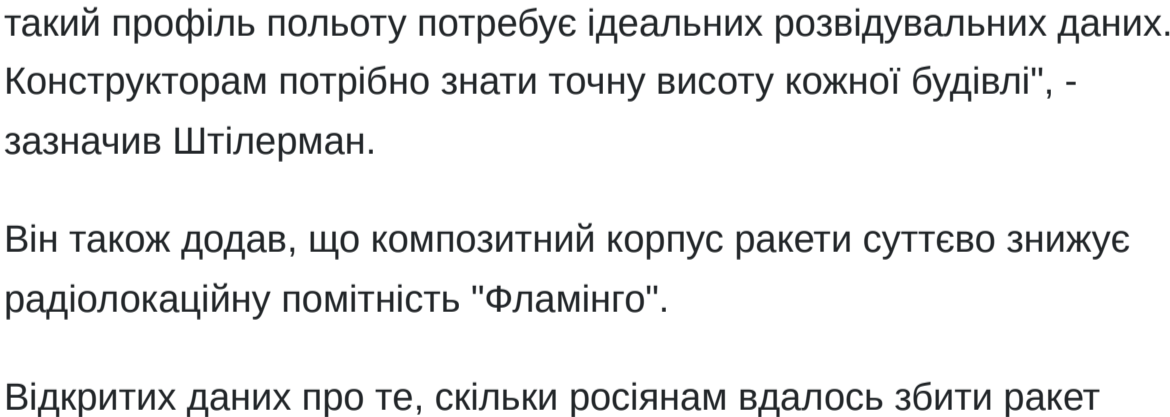 такий профіль польоту потребує ідеальних розвідувальних даних.
Конструкторам потрібно знати точну висоту кожної будівлі", -
зазначив Штілерман.
Він також додав, що композитний корпус ракети суттєво знижує
радіолокаційну помітність "Фламінго".
Відкритих даних про те, скільки росіянам вдалось збити ракет